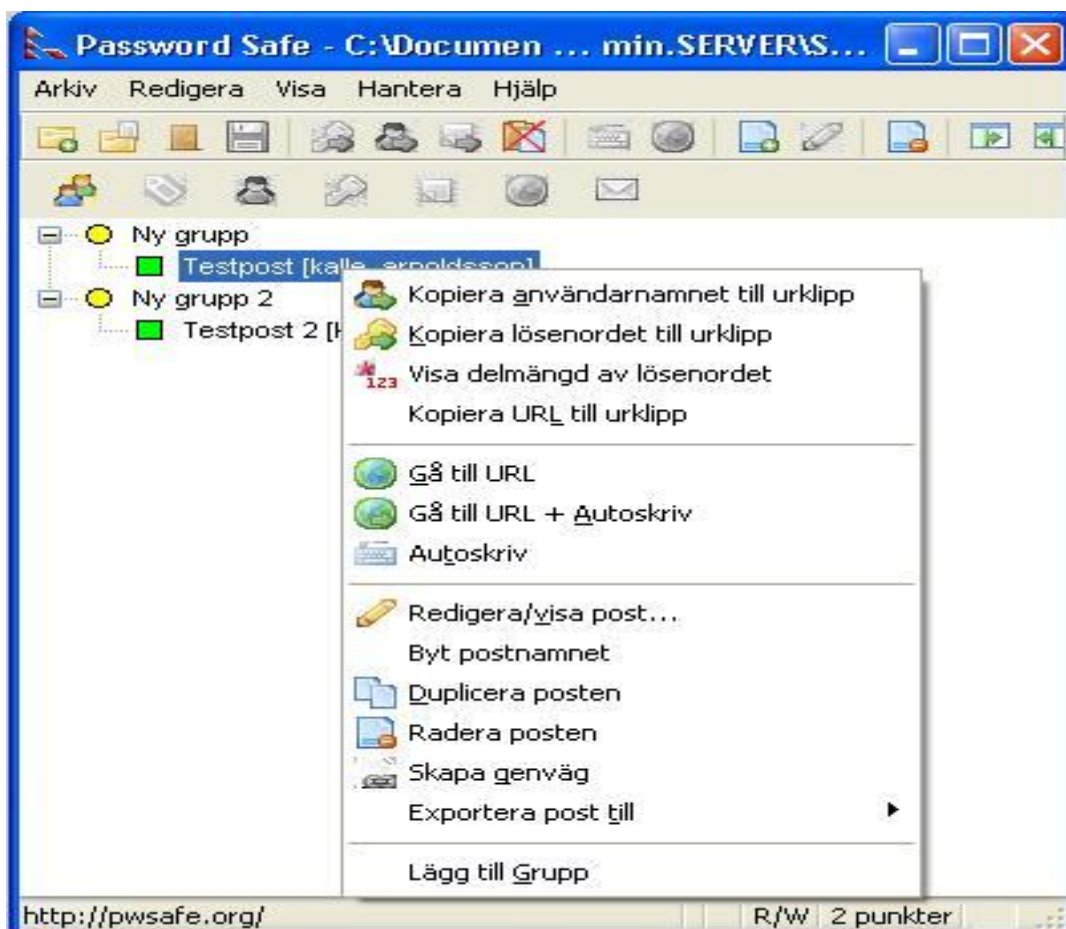 Password Safe - C:\Documen ... min.SERVER\S...
Arkiv Redigera Visa Hantera Hjälp
Ny grupp
Testpost [kalle_arnoldsson]
Ny grupp 2
Testpost 2 [
Kopiera användarnamnet till urklipp
Kopiera lösenordet till urklipp
123
Visa delmängd av lösenordet
Kopiera URL till urklipp
Gå till URL
Gå till URL + Autoskriv
Autoskriv
Redigera/visa post...
Byt postnamnet
Duplicera posten
Radera posten
Skapa genväg
Exportera post till
Lägg till Grupp
http://pwsafe.org/ R/W 2 punkter